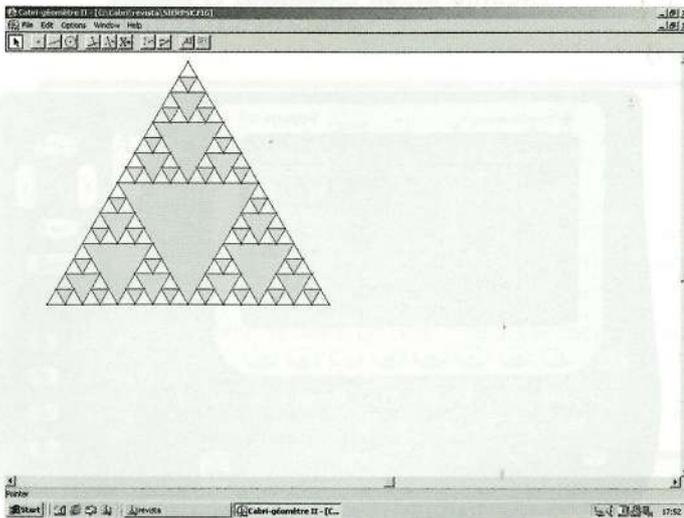 Cabri-géomètre II - [C:\Cabri\revista\SIERPSIC.FIG]
File Edit Options Window Help
Pointer
Start revista Cabri-géomètre II - [C... 17:52